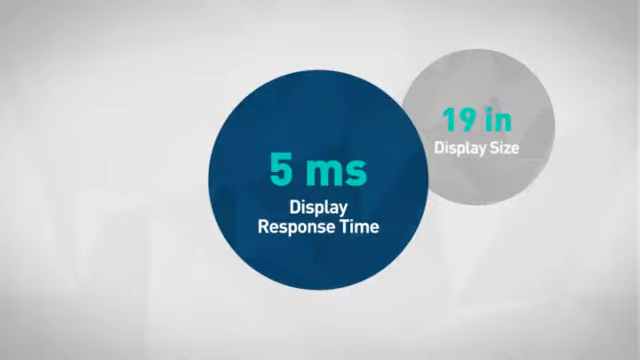 5 ms
Display
Response Time
19 in
Display Size